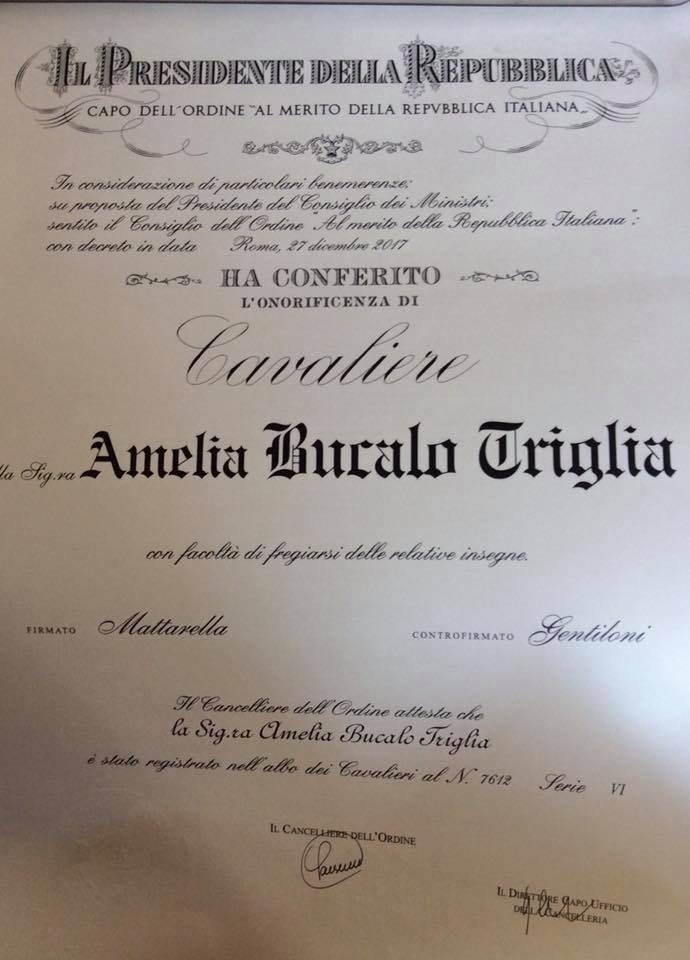 IL PRESIDENTE DELLA REPUBBLICA
CAPO DELL'ORDINE "AL MERITO DELLA REPVBBLICA ITALIANA„
In considerazione di particolari benemerenze;
su proposta del Presidente del Consiglio dei Ministri;
sentito il Consiglio dell'Ordine "Al merito della Repubblica Italiana":
con decreto in data Roma, 27 dicembre 2017
HA CONFERITO
L'ONORIFICENZA DI
Cavaliere
lla Sig.ra Amelia Bucalo Triglia
con facoltà di fregiarsi delle relative insegne.
FIRMATO Mattarella CONTROFIRMATO Gentiloni
Il Cancelliere dell'Ordine attesta che
la Sig.ra Amelia Bucalo Triglia
è stato registrato nell'albo dei Cavalieri al N. 7612 Serie VI
IL CANCELLIERE DELL'ORDINE
IL DIRETTORE CAPO UFFICIO
DELLA CANCELLERIA